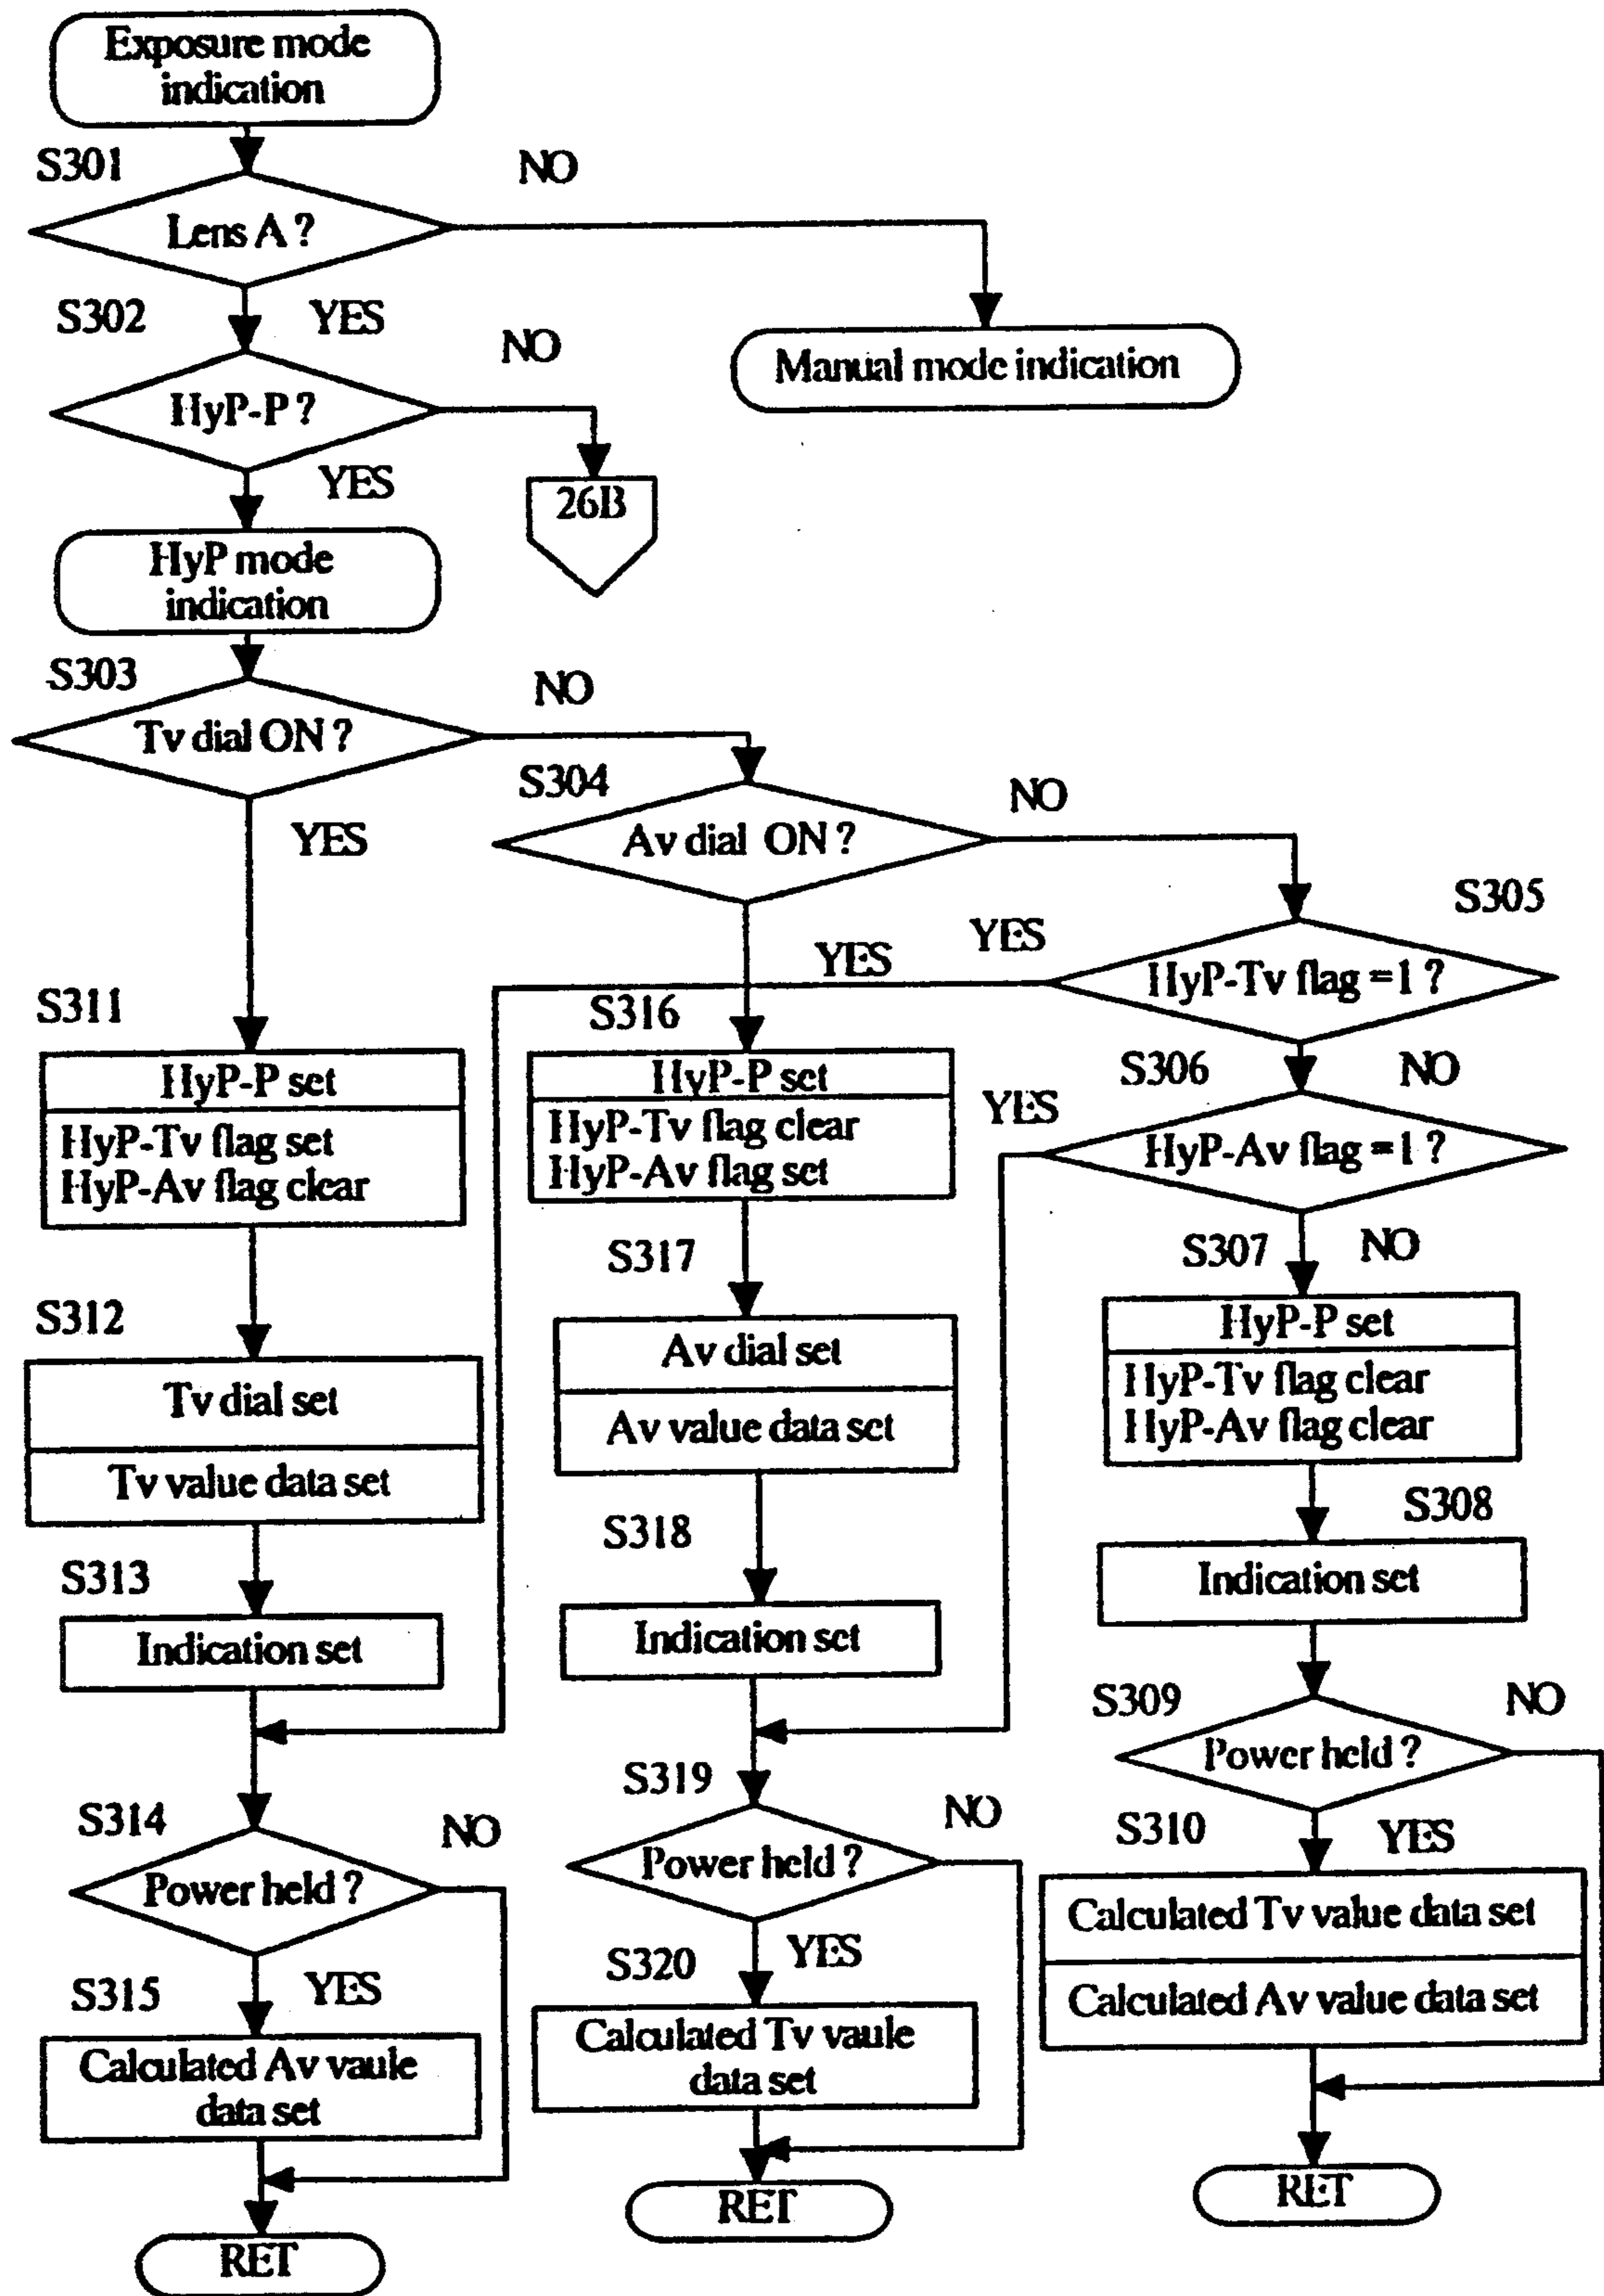 Exposure mode
indication
S301
NO
Lens A ?
S302
YES
NO
Manual mode indication
HyP-P ?
YES
26B
HyP mode
indication
S303
NO
Tv dial ON ?
S304
NO
YES
Av dial ON ?
S305
YES
YES
HyP-Tv flag =1 ?
S311
S316
S306
NO
HyP-P set
HyP-Tv flag set
HyP-Av flag clear
HyP-P set
HyP-Tv flag clear
HyP-Av flag set
YES
HyP-Av flag =1 ?
S317
S307
NO
S312
HyP-P set
HyP-Tv flag clear
HyP-Av flag clear
Tv dial set
Tv value data set
Av dial set
Av value data set
S308
S318
S313
Indication set
Indication set
Indication set
S309
NO
Power held ?
S319
NO
S314
NO
S310
YES
Power held ?
Power held ?
Calculated Tv value data set
Calculated Av value data set
S320
YES
S315
YES
Calculated Tv vaule
data set
Calculated Av vaule
data set
RET
RET
RET